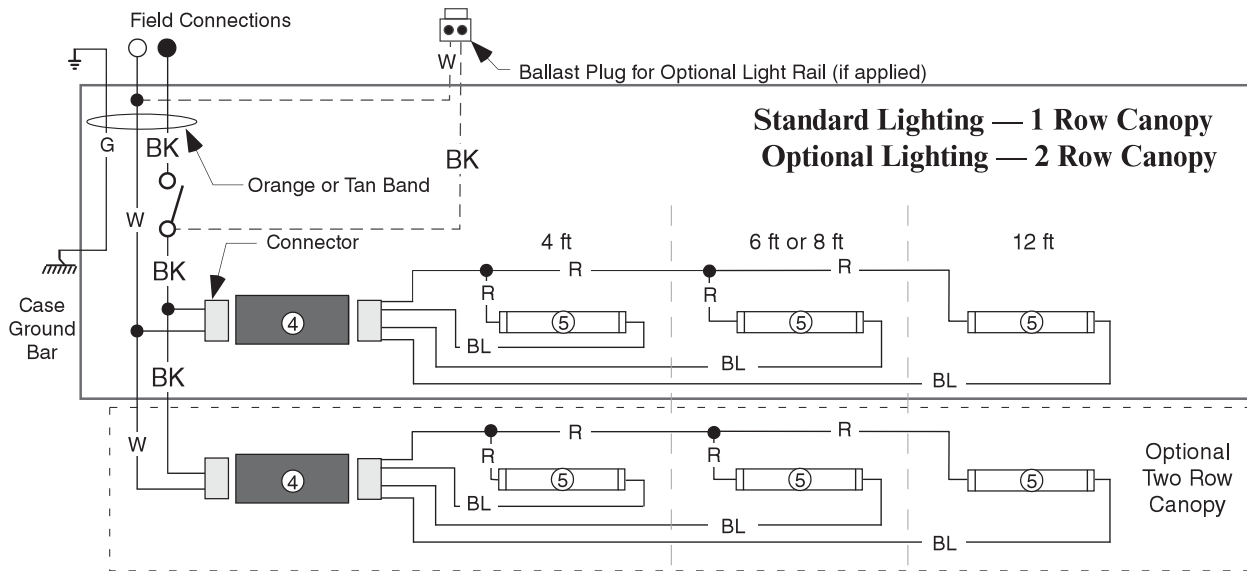 Field Connections
W
Ballast Plug for Optional Light Rail (if applied)
Standard Lighting — 1 Row Canopy
Optional Lighting — 2 Row Canopy
G
BK
BK
Orange or Tan Band
W
Connector
4 ft
6 ft or 8 ft
12 ft
BK
R
R
Case
Ground
Bar
R
R
4
5
5
5
BL
BL
BK
BL
W
R
R
Optional
Two Row
Canopy
R
R
4
5
5
5
BL
BL
BL